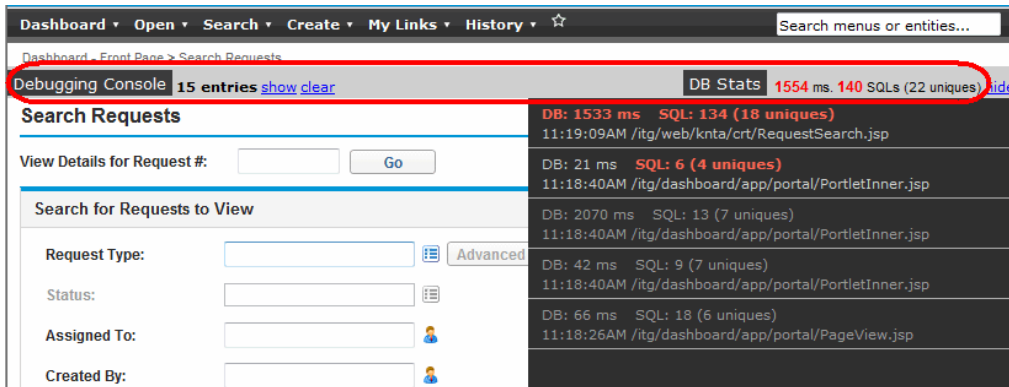 Dashboard ▾ Open ▾ Search ▾ Create ▾ My Links ▾ History ▾ ☆ Search menus or entities...
Dashboard - Front Page > Search Requests
Debugging Console 15 entries show clear DB Stats 1554 ms. 140 SQLs (22 uniques) hide
Search Requests
DB: 1533 ms SQL: 134 (18 uniques)
11:19:09AM /itg/web/knta/crt/RequestSearch.jsp
View Details for Request #: Go
DB: 21 ms SQL: 6 (4 uniques)
11:18:40AM /itg/dashboard/app/portal/PortletInner.jsp
Search for Requests to View
DB: 2070 ms SQL: 13 (7 uniques)
11:18:40AM /itg/dashboard/app/portal/PortletInner.jsp
Request Type: Advanced
DB: 42 ms SQL: 9 (7 uniques)
11:18:40AM /itg/dashboard/app/portal/PortletInner.jsp
Status:
DB: 66 ms SQL: 18 (6 uniques)
11:18:26AM /itg/dashboard/app/portal/PageView.jsp
Assigned To:
Created By: